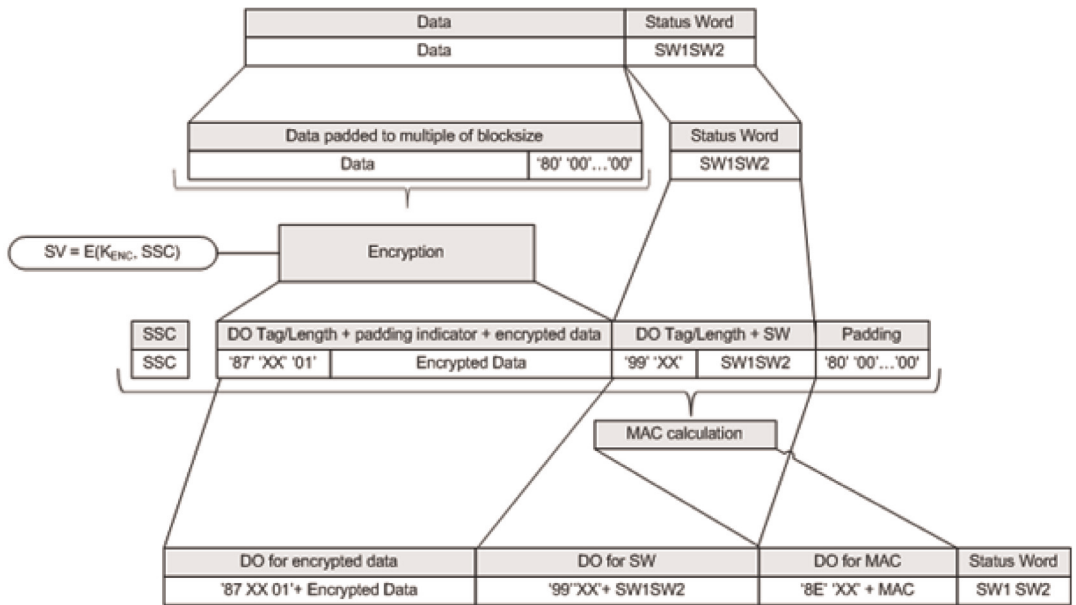 Data Status Word
Data SW1SW2
Data padded to multiple of blocksize Status Word
Data '80' '00'...'00' SW1SW2
SV = E(KENC, SSC) Encryption
SSC DO Tag/Length + padding indicator + encrypted data DO Tag/Length + SW Padding
SSC '87' 'XX' '01' Encrypted Data '99' 'XX' SW1SW2 '80' '00'...'00'
MAC calculation
DO for encrypted data DO for SW DO for MAC Status Word
'87 XX 01'+ Encrypted Data '99''XX'+ SW1SW2 '8E' 'XX' + MAC SW1 SW2